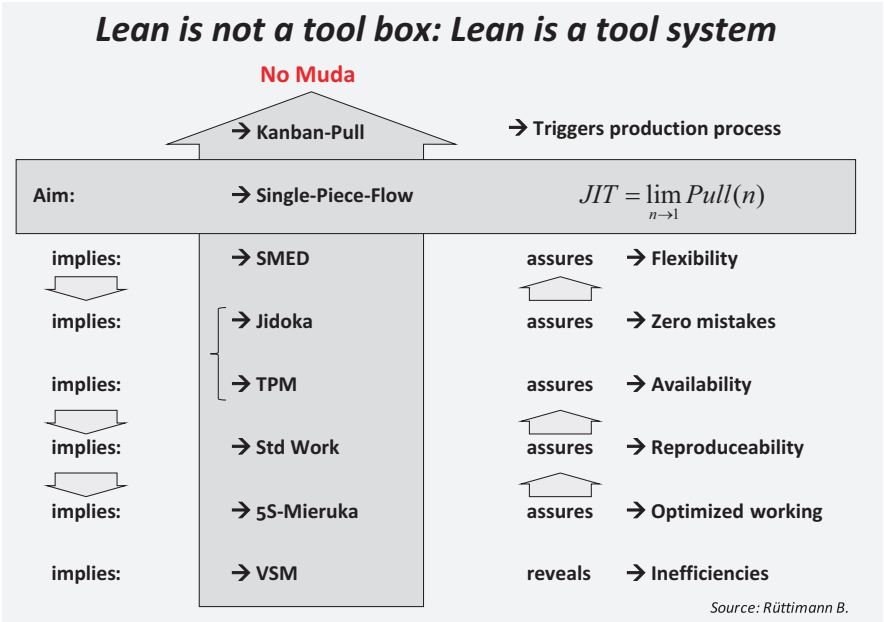 Lean is not a tool box: Lean is a tool system
No Muda
→ Kanban-Pull → Triggers production process
Aim: → Single-Piece-Flow JIT = lim Pull(n)
n→1
implies: → SMED assures → Flexibility
implies: → Jidoka assures → Zero mistakes
implies: → TPM assures → Availability
implies: → Std Work assures → Reproduceability
implies: → 5S-Mieruka assures → Optimized working
implies: → VSM reveals → Inefficiencies
Source: Rüttimann B.